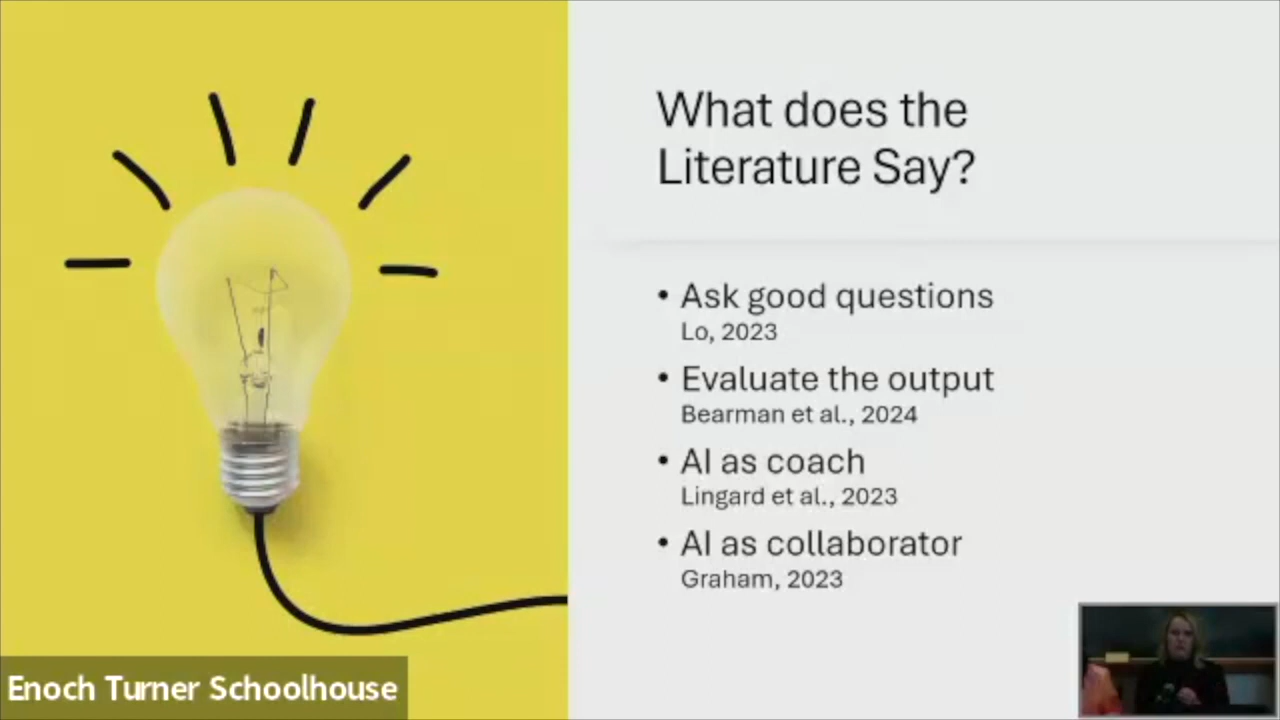 What does the
Literature Say?
• Ask good questions
Lo, 2023
• Evaluate the output
Bearman et al., 2024
• AI as coach
Lingard et al., 2023
• AI as collaborator
Graham, 2023
Enoch Turner Schoolhouse